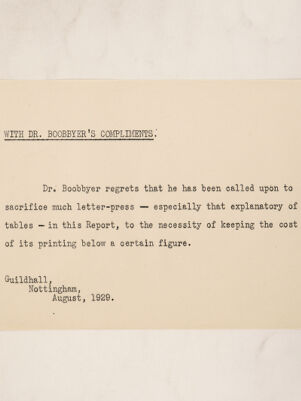 WITH DR. BOOBBYER'S COMPLIMENTS.
Dr. Boobbyer regrets that he has been called upon to
sacrifice much letter-press — especially that explanatory of
tables — in this Report, to the necessity of keeping the cost
of its printing below a certain figure.
Guildhall,
Nottingham,
August, 1929.